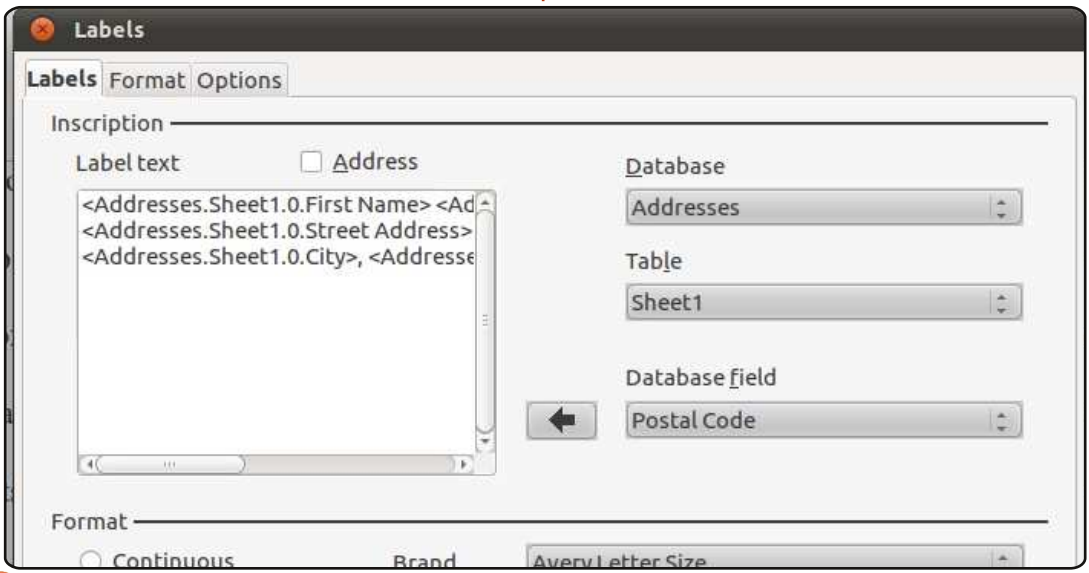 Labels
Labels Format Options
Inscription
Label text Address
<Addresses.Sheet1.0.First Name> <Ad
<Addresses.Sheet1.0.Street Address>
<Addresses.Sheet1.0.City>, <Addresse
Database
Addresses
Table
Sheet1
Database field
Postal Code
Format
Continuous Brand Avery Letter Size